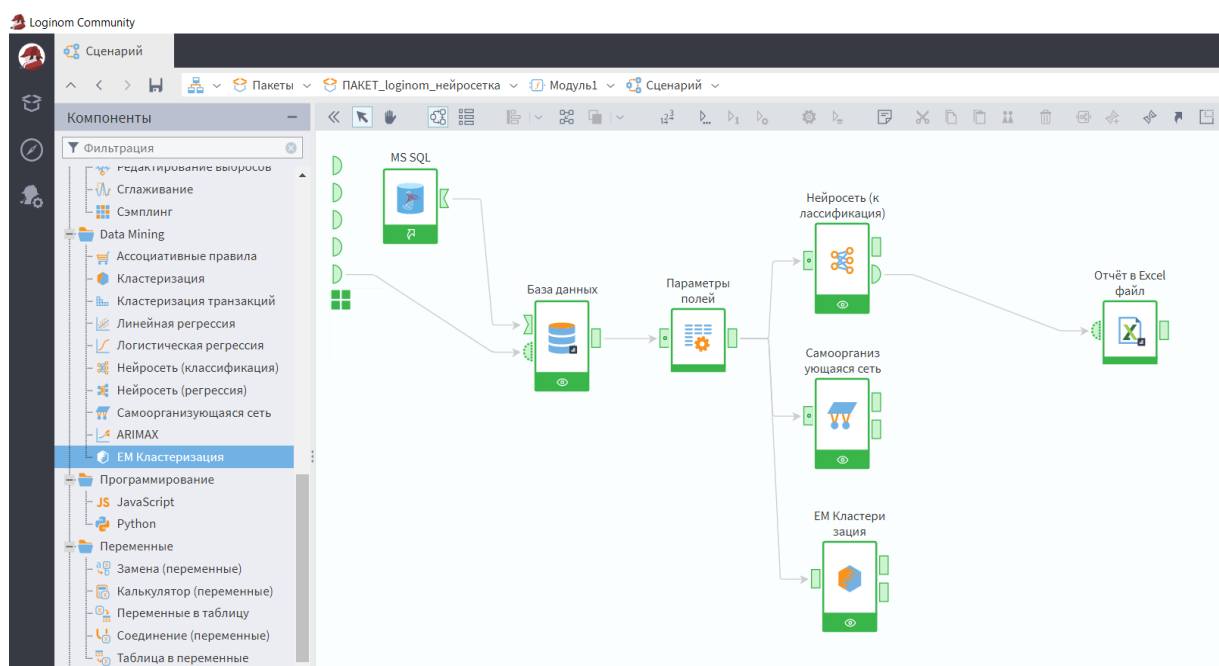 Loginom Community
Сценарий
Пакеты
ПАКЕТ_loginom_нейросетка
Модуль1
Сценарий
Компоненты
Фильтрация
Редактирование выбросов
Сглаживание
Сэмплинг
Data Mining
Ассоциативные правила
Кластеризация
Кластеризация транзакций
Линейная регрессия
Логистическая регрессия
Нейросеть (классификация)
Нейросеть (регрессия)
Самоорганизующаяся сеть
ARIMAX
EM Кластеризация
Программирование
JS JavaScript
Python
Переменные
Замена (переменные)
Калькулятор (переменные)
Переменные в таблицу
Соединение (переменные)
Таблица в переменные
MS SQL
База данных
Параметры
полей
Нейросеть (к
лассификация)
Самоорганиз
ующаяся сеть
EM Кластери
зация
Отчёт в Excel
файл